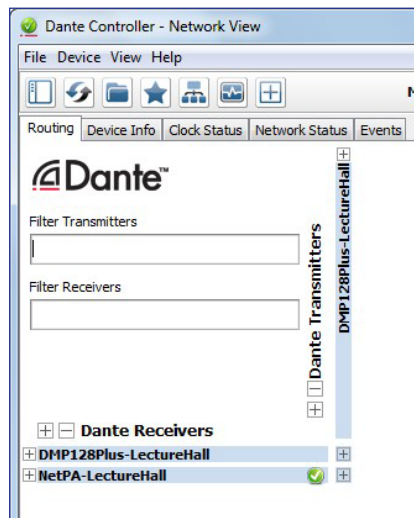 Dante Controller - Network View
File Device View Help
M
Routing Device Info Clock Status Network Status Events
Dante™
Filter Transmitters
Filter Receivers
Dante Transmitters
DMP128Plus-LectureHall
Dante Receivers
DMP128Plus-LectureHall
NetPA-LectureHall